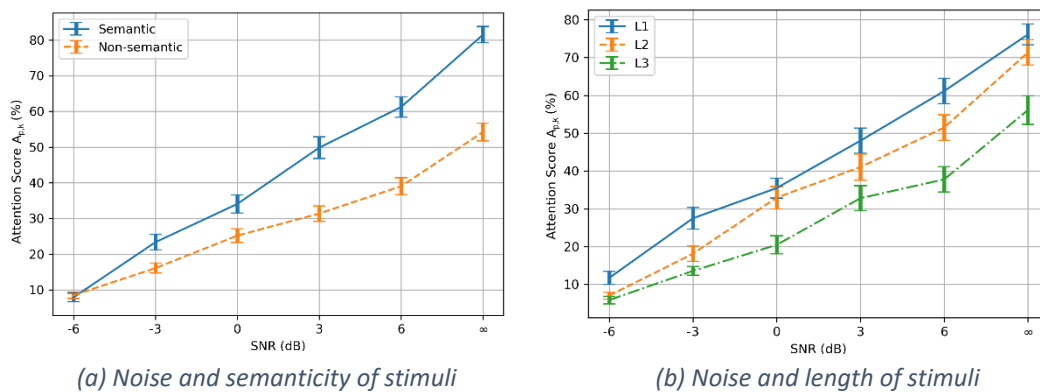 Semantic
Non-semantic
Attention Score A_{p,k} (%)
80
70
60
50
40
30
20
10
-6 -3 0 3 6 ∞
SNR (dB)
(a) Noise and semanticity of stimuli
L1
L2
L3
Attention Score A_{p,k} (%)
80
70
60
50
40
30
20
10
-6 -3 0 3 6 ∞
SNR (dB)
(b) Noise and length of stimuli